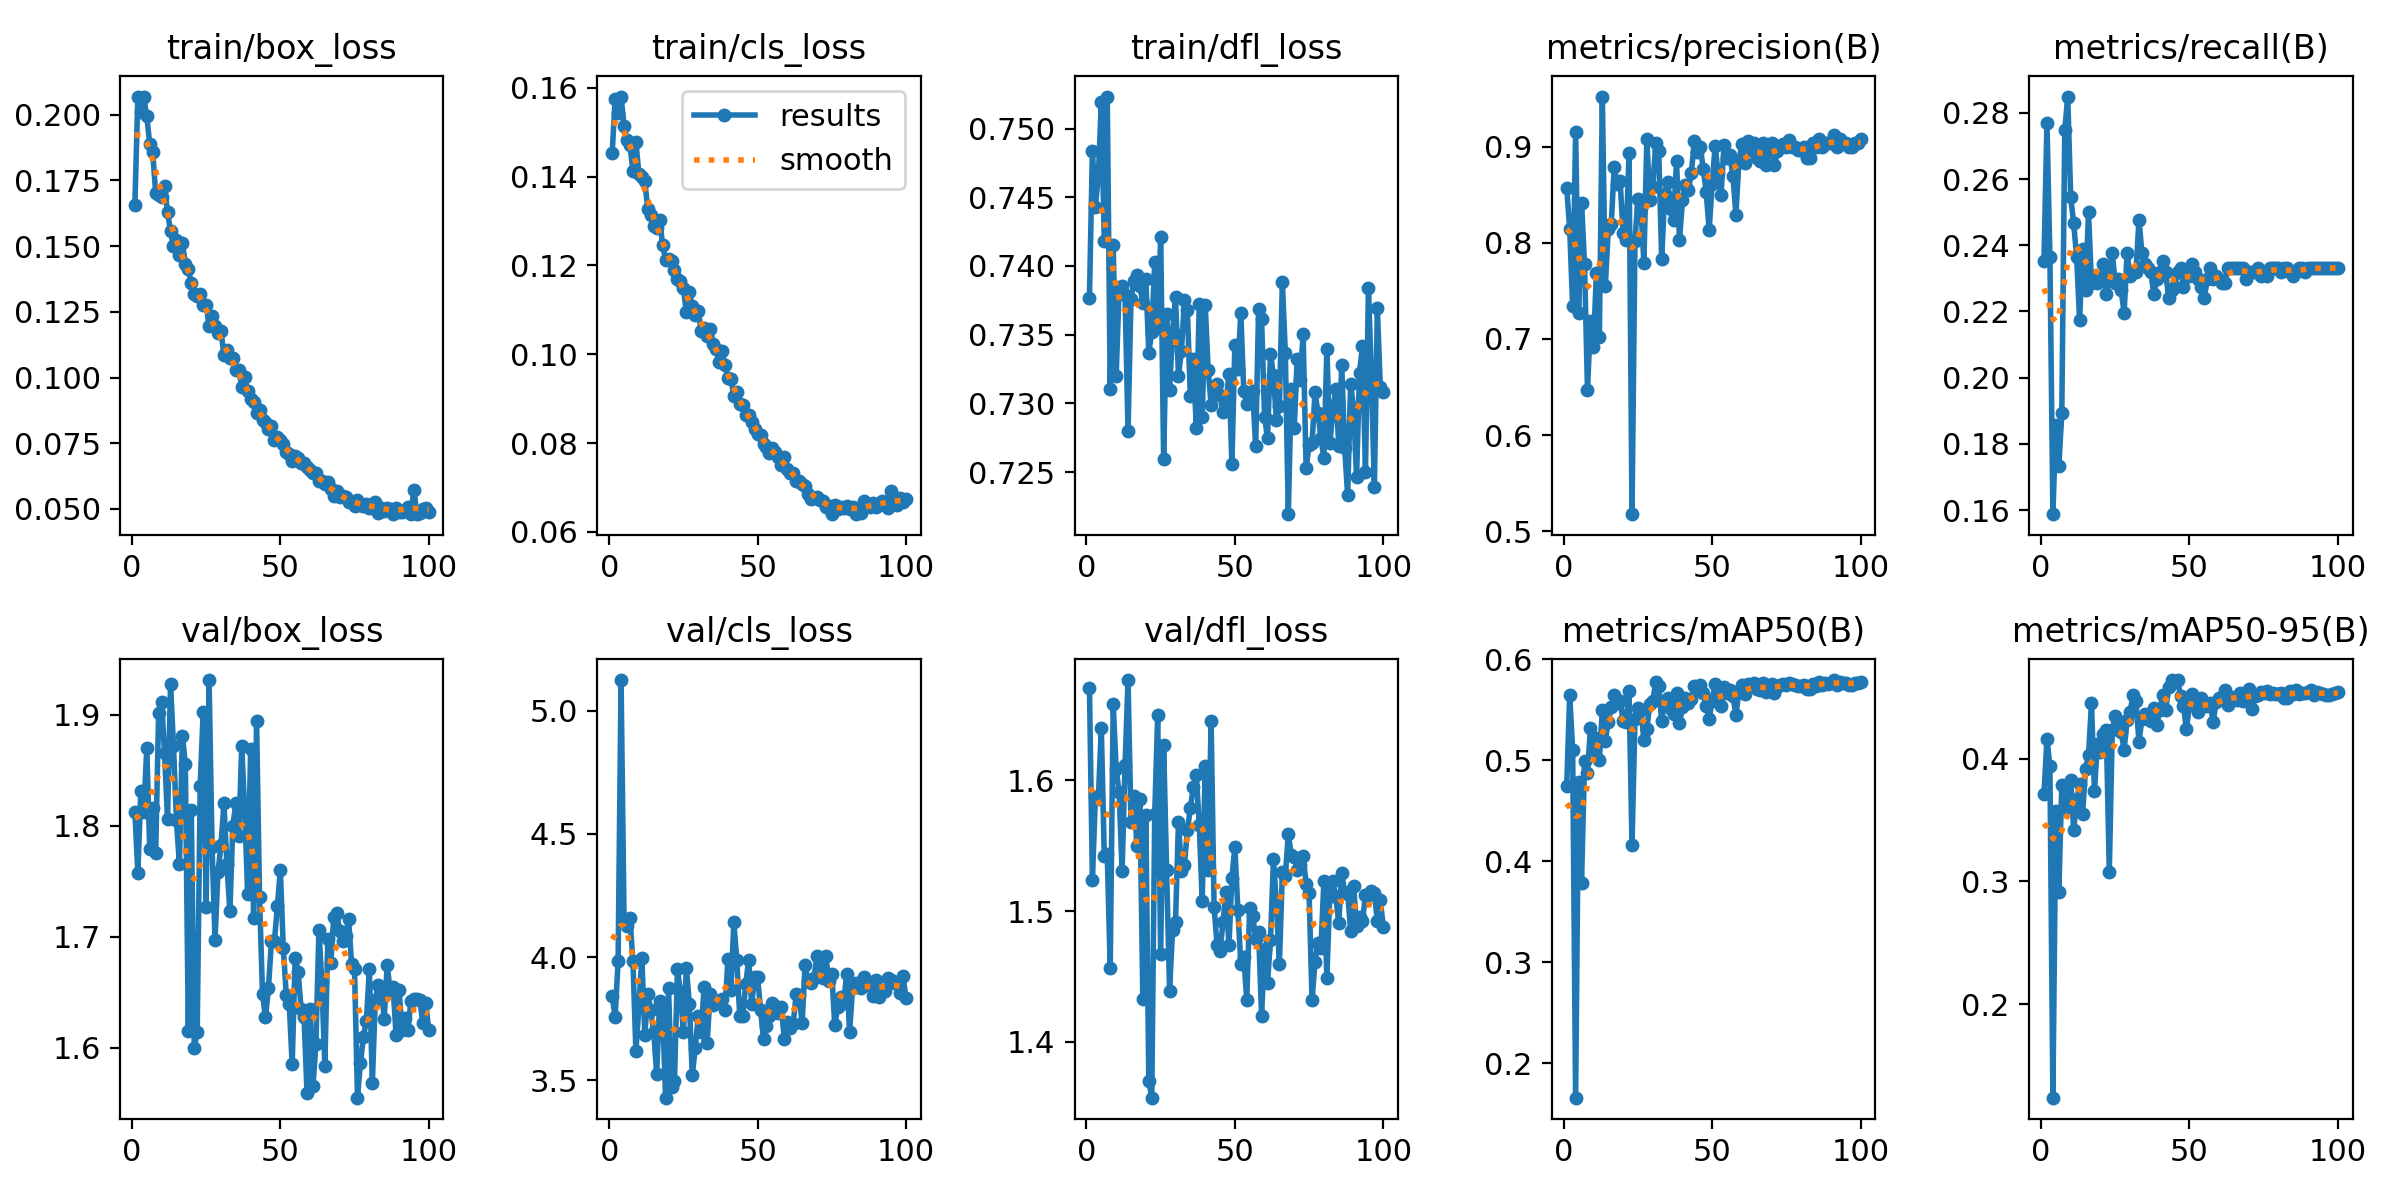 train/box_loss
train/cls_loss
train/dfl_loss
metrics/precision(B)
metrics/recall(B)
0.200
0.175
0.150
0.125
0.100
0.075
0.050
0 50 100
0.16
0.14
0.12
0.10
0.08
0.06
0 50 100
results
smooth
0.750
0.745
0.740
0.735
0.730
0.725
0 50 100
0.9
0.8
0.7
0.6
0.5
0 50 100
0.28
0.26
0.24
0.22
0.20
0.18
0.16
0 50 100
val/box_loss
val/cls_loss
val/dfl_loss
metrics/mAP50(B)
metrics/mAP50-95(B)
1.9
1.8
1.7
1.6
0 50 100
5.0
4.5
4.0
3.5
0 50 100
1.6
1.5
1.4
0 50 100
0.6
0.5
0.4
0.3
0.2
0 50 100
0.4
0.3
0.2
0 50 100